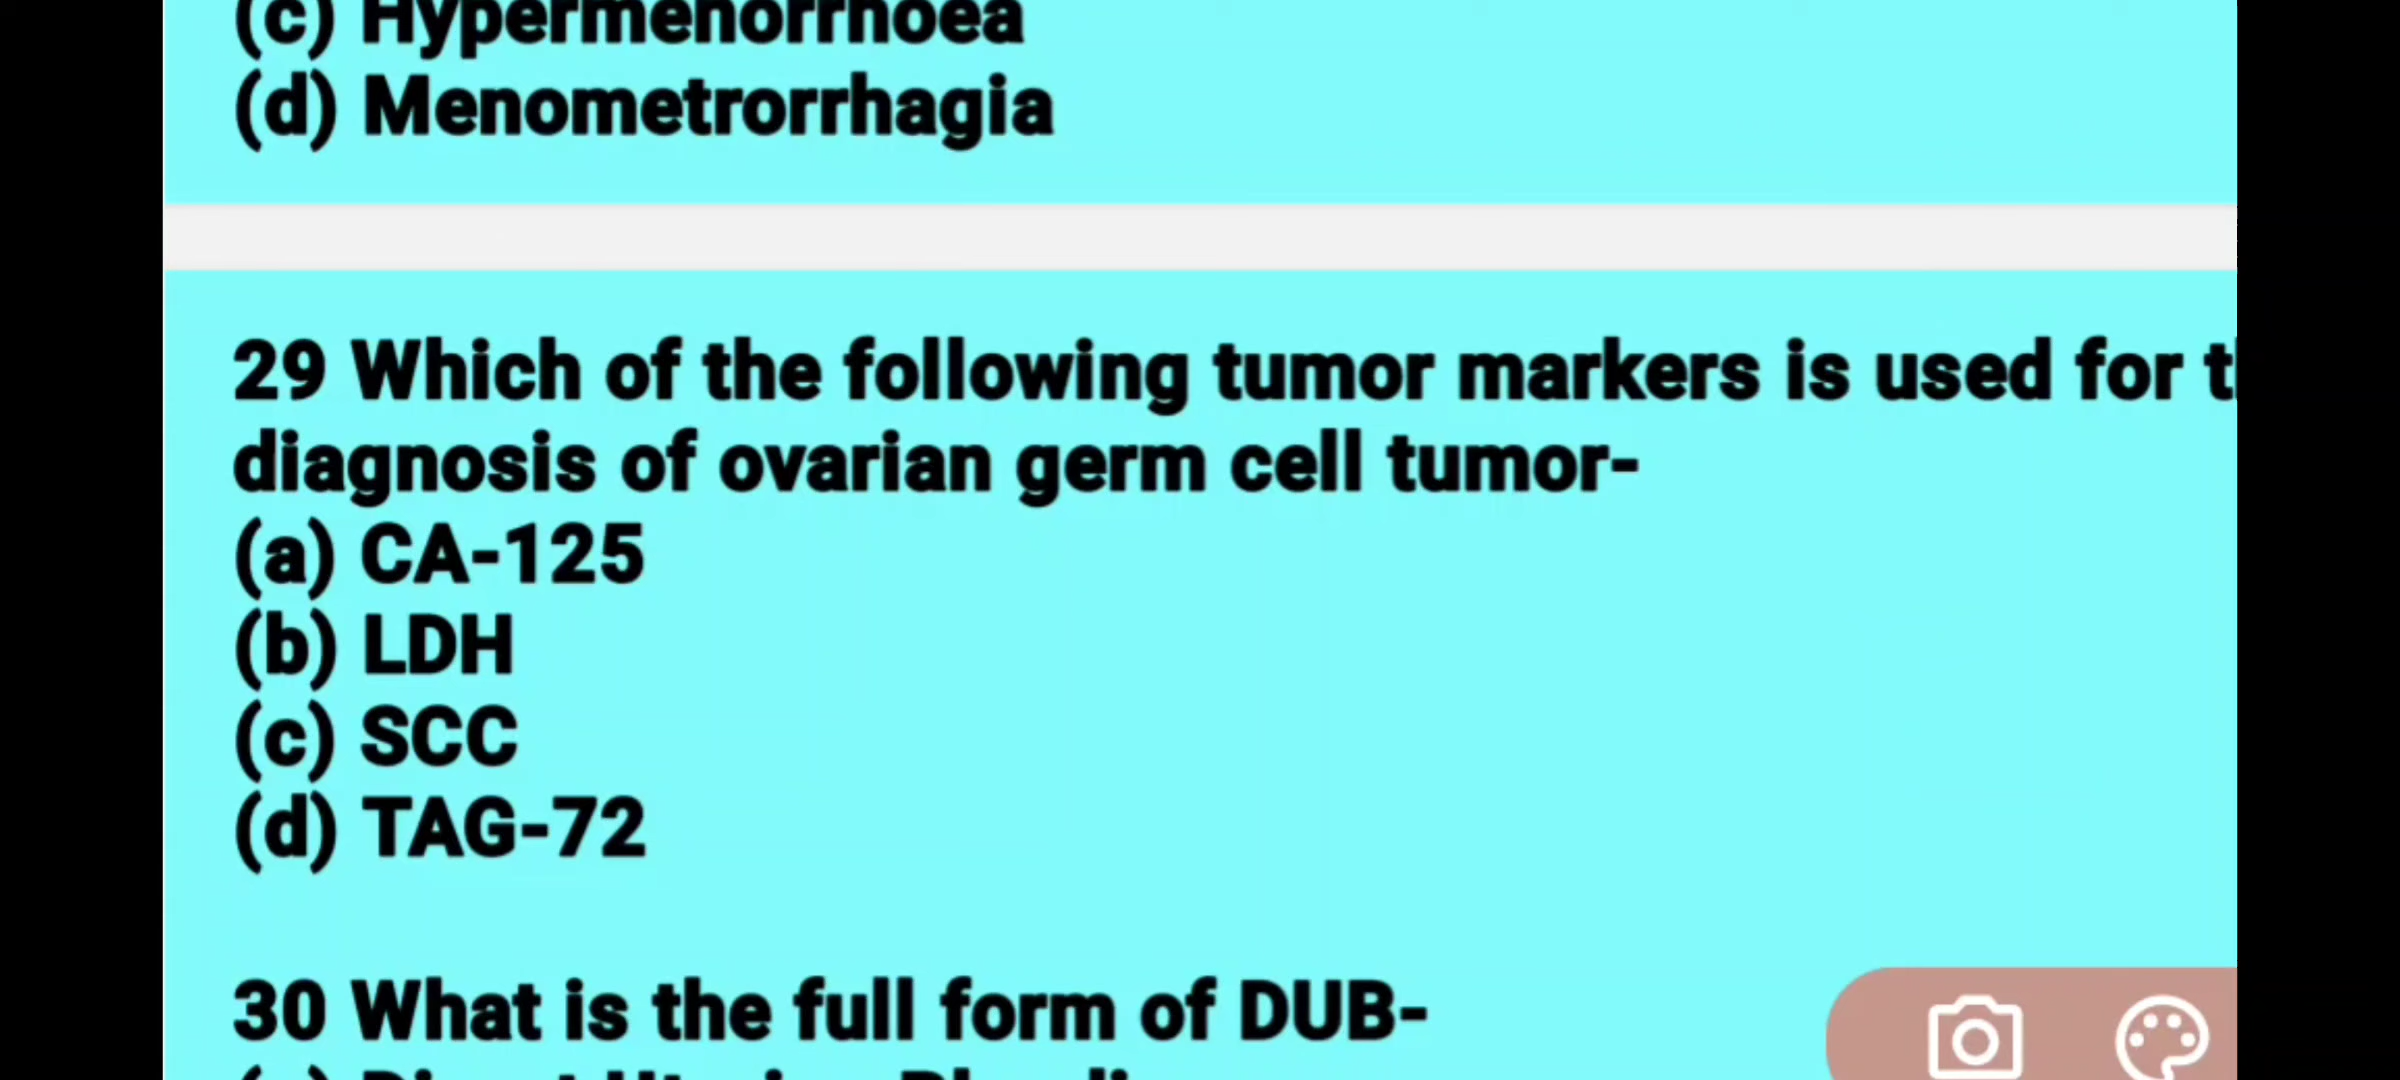 (c) Hypermenorrhoea
(d) Menometrorrhagia
29 Which of the following tumor markers is used for t
diagnosis of ovarian germ cell tumor-
(a) CA-125
(b) LDH
(c) SCC
(d) TAG-72
30 What is the full form of DUB-